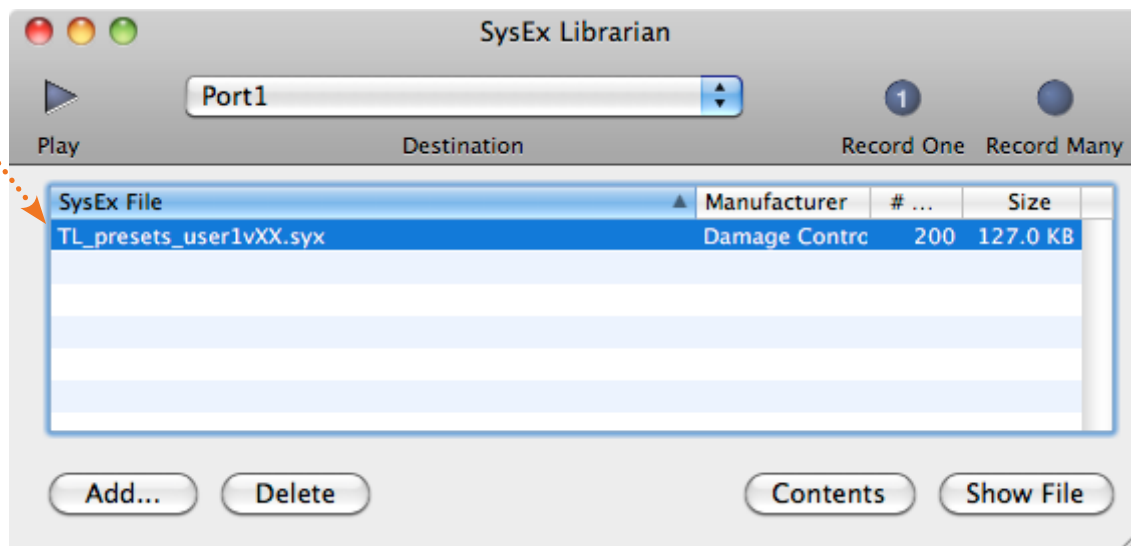 SysEx Librarian
Port1
1
Play Destination Record One Record Many
SysEx File Manufacturer # ... Size
TL_presets_user1vXX.syx Damage Contrc 200 127.0 KB
Add... Delete Contents Show File